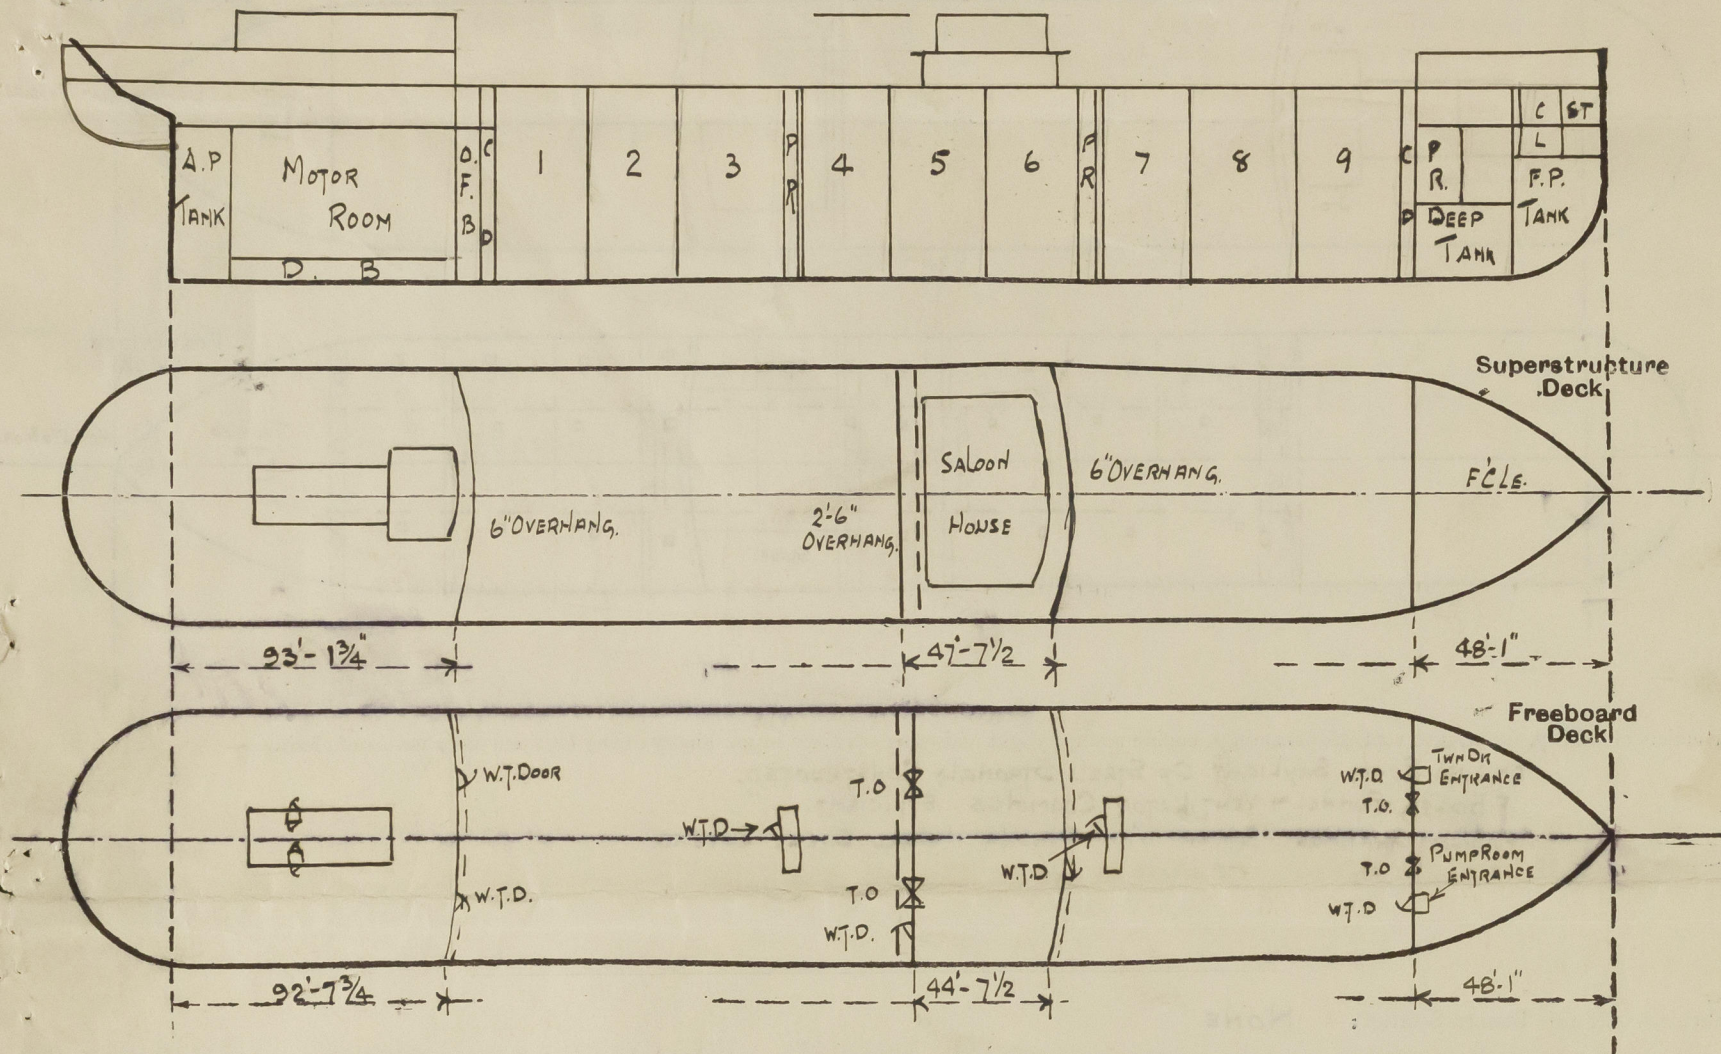 C ST
L
A.P
TANK
MOTOR
ROOM
D. B
O.
F.
B
C
D
1 2 3
P
R
4 5 6
P
R
7 8 9
C
D
P
R.
DEEP
TANK
F.P.
TANK
Superstructure
Deck
SALOON
HOUSE
6" OVERHANG.
2'-6"
OVERHANG.
6" OVERHANG.
F'CLE.
93'-1¾"
47'-7½
48'-1"
Freeboard
Deck
W.T.DOOR
W.T.D.
W.T.D
T.O
T.O
W.T.D.
W.T.D
W.T.D.
TWN DK
ENTRANCE
T.O.
T.O
PUMP ROOM
ENTRANCE
W.T.D
92'-7¾
44'-7½
48'-1"